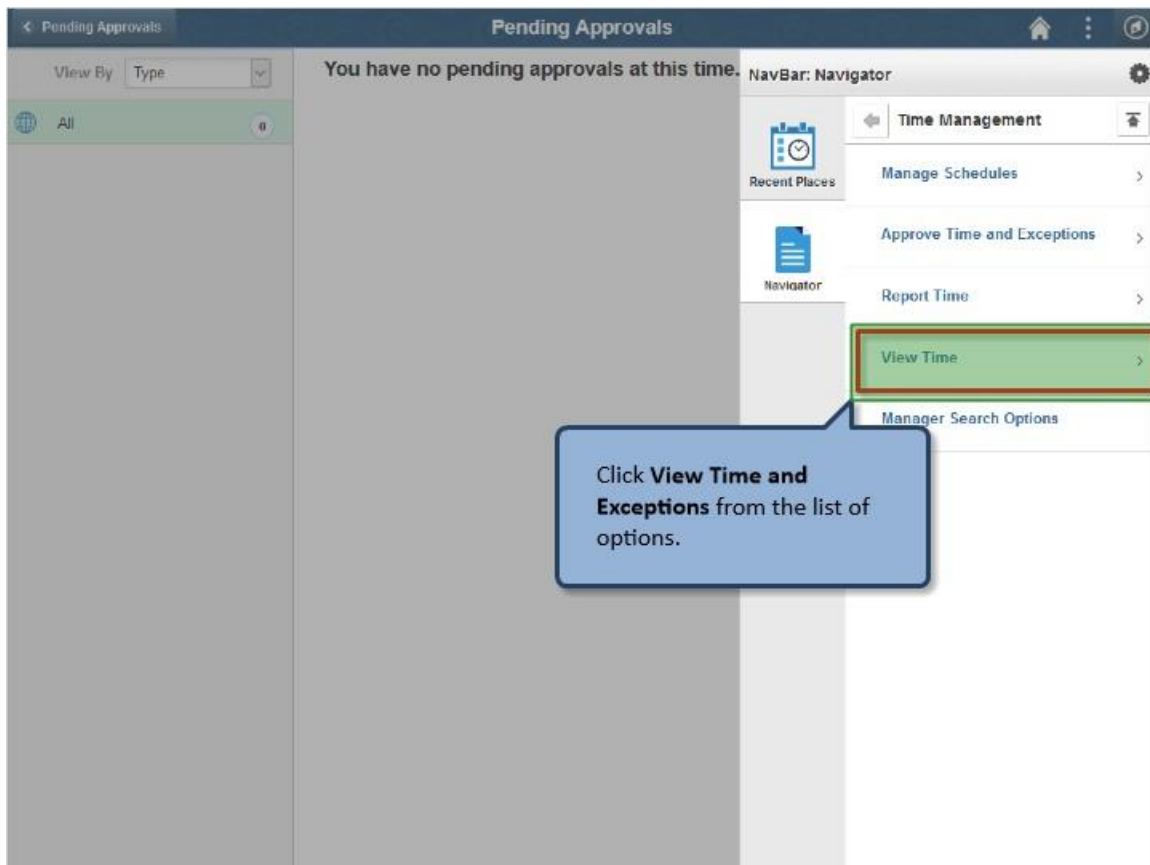 Pending Approvals
Pending Approvals
View By Type
All 0
You have no pending approvals at this time.
NavBar: Navigator
Recent Places
Navigator
Time Management
Manage Schedules
Approve Time and Exceptions
Report Time
View Time
Manager Search Options
Click View Time and
Exceptions from the list of
options.